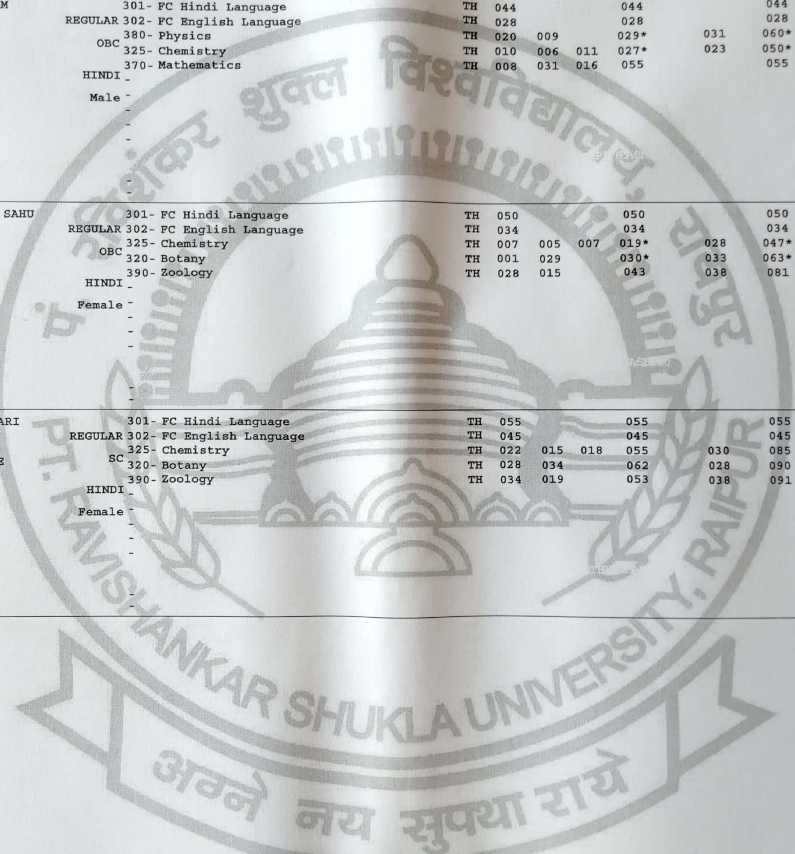 M 301- FC Hindi Language TH 044 044 044
REGULAR 302- FC English Language TH 028 028 028
380- Physics TH 020 009 029* 031 060*
OBC
325- Chemistry TH 010 006 011 027* 023 050*
370- Mathematics TH 008 031 016 055 055
HINDI -
Male -
-
-
-
-
SAHU 301- FC Hindi Language TH 050 050 050
REGULAR 302- FC English Language TH 034 034 034
325- Chemistry TH 007 005 007 019* 028 047*
OBC
320- Botany TH 001 029 030* 033 063*
390- Zoology TH 028 015 043 038 081
HINDI -
Female -
-
-
-
-
-
ARI 301- FC Hindi Language TH 055 055 055
REGULAR 302- FC English Language TH 045 045 045
325- Chemistry TH 022 015 018 055 030 085
E SC
320- Botany TH 028 034 062 028 090
390- Zoology TH 034 019 053 038 091
HINDI -
Female -
-
-
-
-
-
पं. रविशंकर शुक्ल विश्वविद्यालय, रायपुर
PT. RAVISHANKAR SHUKLA UNIVERSITY, RAIPUR
अग्ने नय सुपथा राये